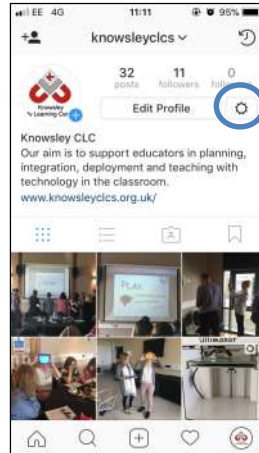 EE 4G 11:11 95%
knowsleyclcs
32 11 0
posts followers
Edit Profile
Knowsley
Knowsley CLC
Our aim is to support educators in planning,
integration, deployment and teaching with
technology in the classroom.
www.knowsleyclcs.org.uk/
PLAY
Ultimaker